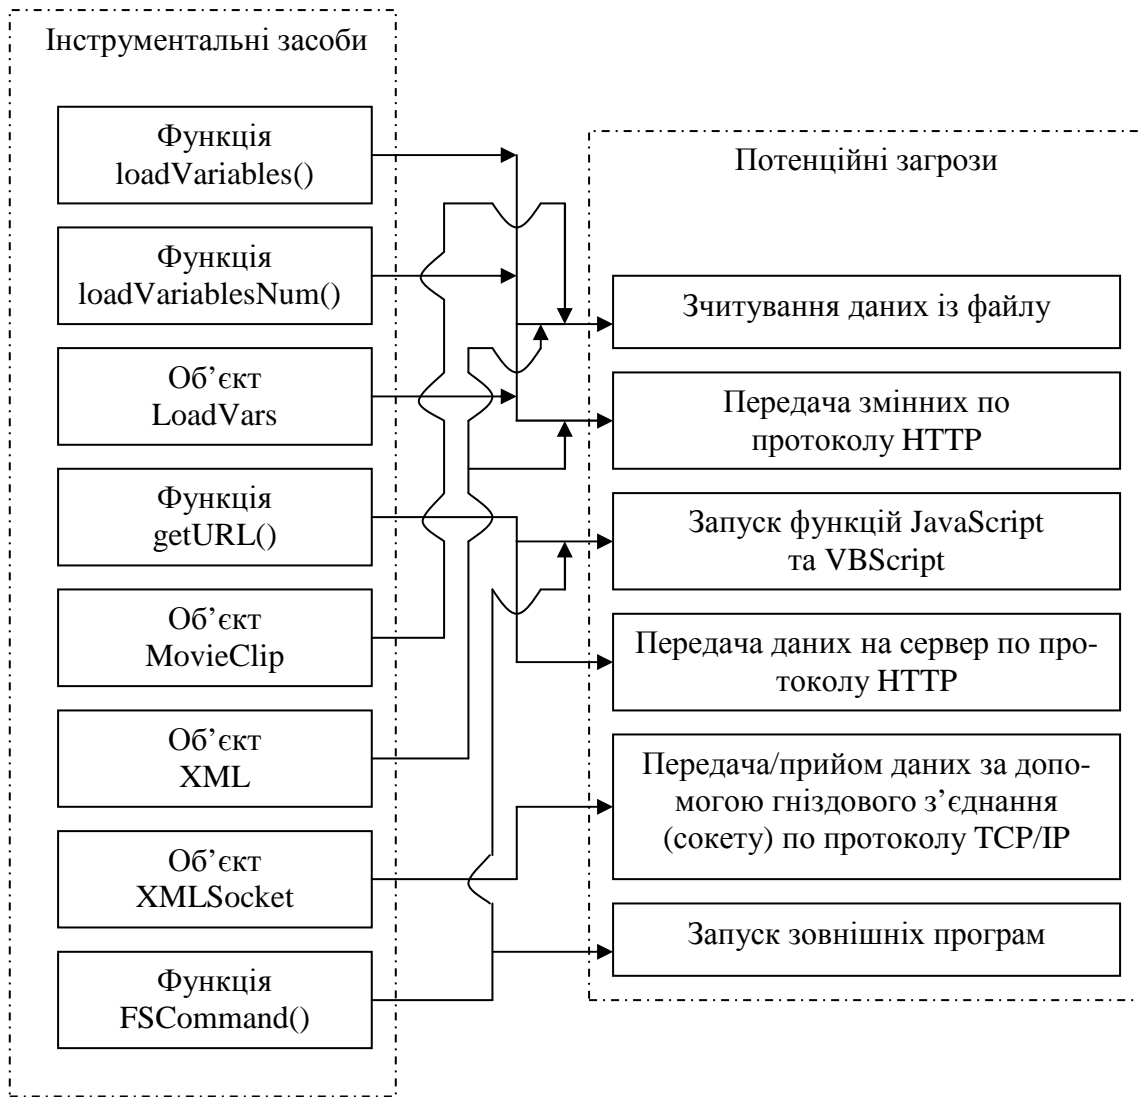 Інструментальні засоби
Функція
loadVariables()
Функція
loadVariablesNum()
Об’єкт
LoadVars
Функція
getURL()
Об’єкт
MovieClip
Об’єкт
XML
Об’єкт
XMLSocket
Функція
FSCommand()
Потенційні загрози
Зчитування даних із файлу
Передача змінних по
протоколу HTTP
Запуск функцій JavaScript
та VBScript
Передача даних на сервер по про-
токолу HTTP
Передача/прийом даних за допо-
могою гніздового з’єднання
(сокету) по протоколу TCP/IP
Запуск зовнішніх програм